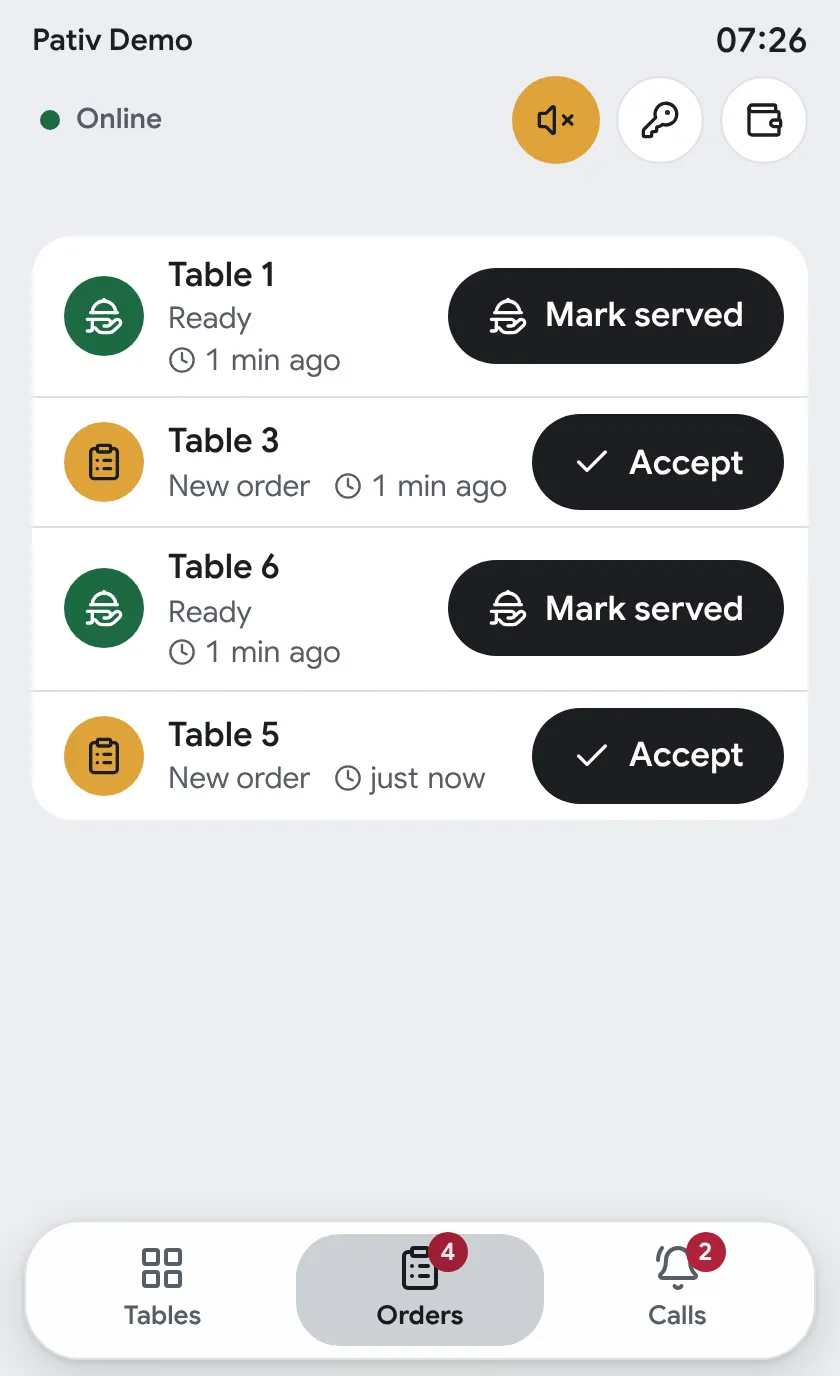 Pativ Demo
07:26
Online
Table 1
Ready
1 min ago
Mark served
Table 3
New order 1 min ago
Accept
Table 6
Ready
1 min ago
Mark served
Table 5
New order just now
Accept
Tables
4
Orders
2
Calls